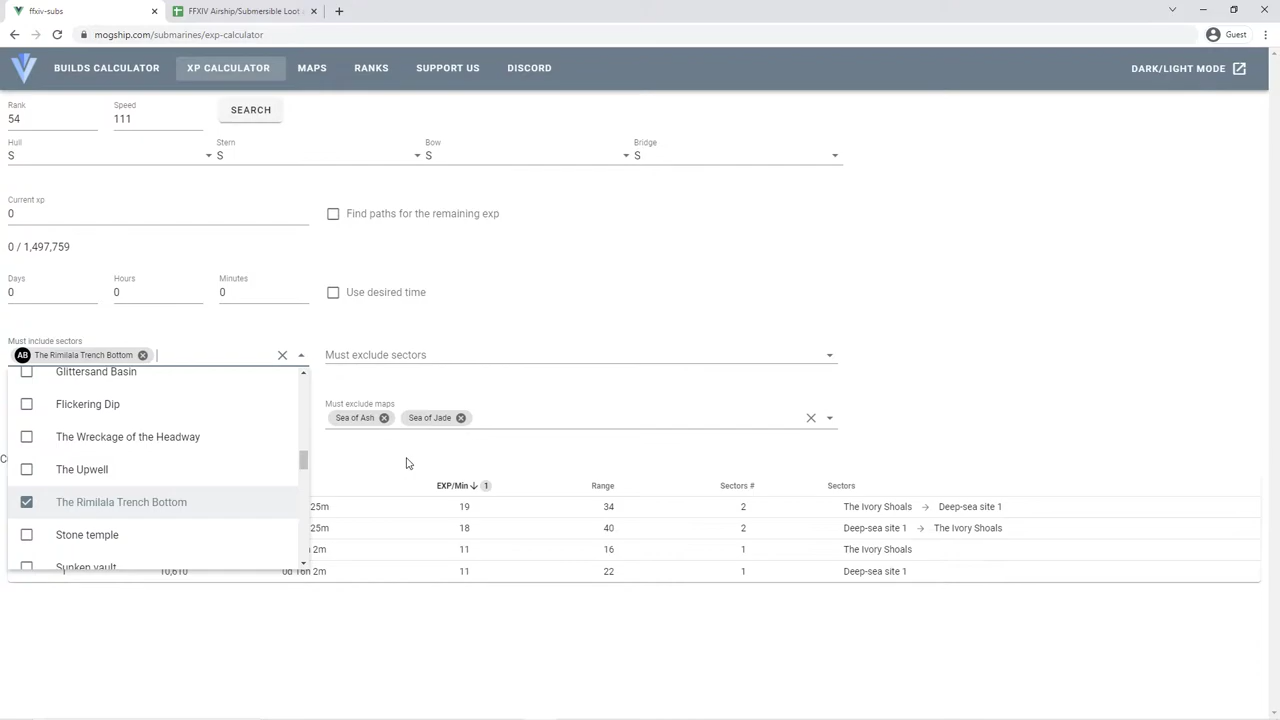 ffxiv-subs
FFXIV Airship/Submersible Loot
mogship.com/submarines/exp-calculator
Guest
BUILDS CALCULATOR
XP CALCULATOR
MAPS
RANKS
SUPPORT US
DISCORD
DARK/LIGHT MODE
Rank
54
Speed
111
SEARCH
Hull
S
Stern
S
Bow
S
Bridge
S
Current xp
0
Find paths for the remaining exp
0 / 1,497,759
Days
0
Hours
0
Minutes
0
Use desired time
Must include sectors
AB The Rimilala Trench Bottom
Must exclude sectors
Glittersand Basin
Flickering Dip
The Wreckage of the Headway
The Upwell
The Rimilala Trench Bottom
Stone temple
Sunken vault
Must exclude maps
Sea of Ash
Sea of Jade
C
EXP/Min 1 Range Sectors # Sectors
25m 19 34 2 The Ivory Shoals → Deep-sea site 1
25m 18 40 2 Deep-sea site 1 → The Ivory Shoals
2m 11 16 1 The Ivory Shoals
10,610 0d 16h 2m 11 22 1 Deep-sea site 1